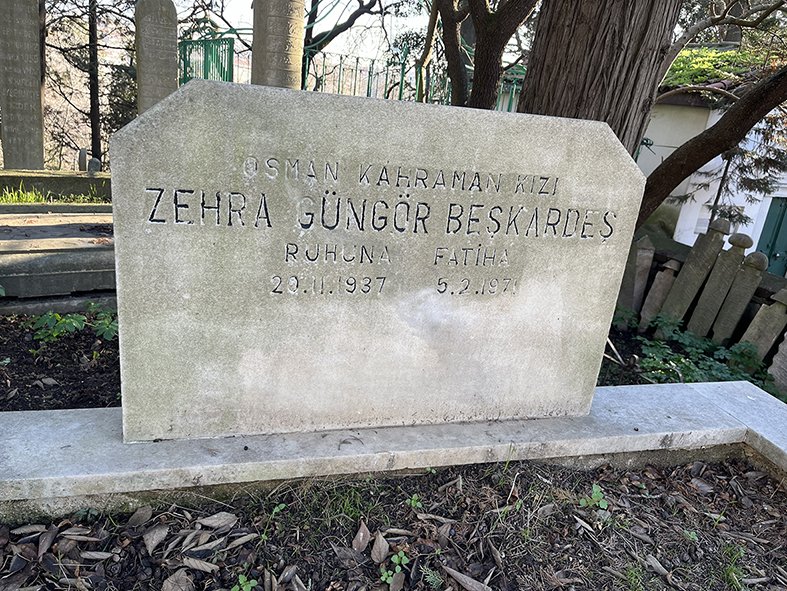 OSMAN KAHRAMAN KIZI
ZEHRA GÜNGÖR BEŞKARDEŞ
RUHUNA FATİHA
20.11.1937 5.2.1971